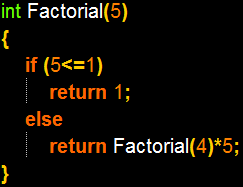 int Factorial(5)
{
if (5<=1)
return 1;
else
return Factorial(4)*5;
}